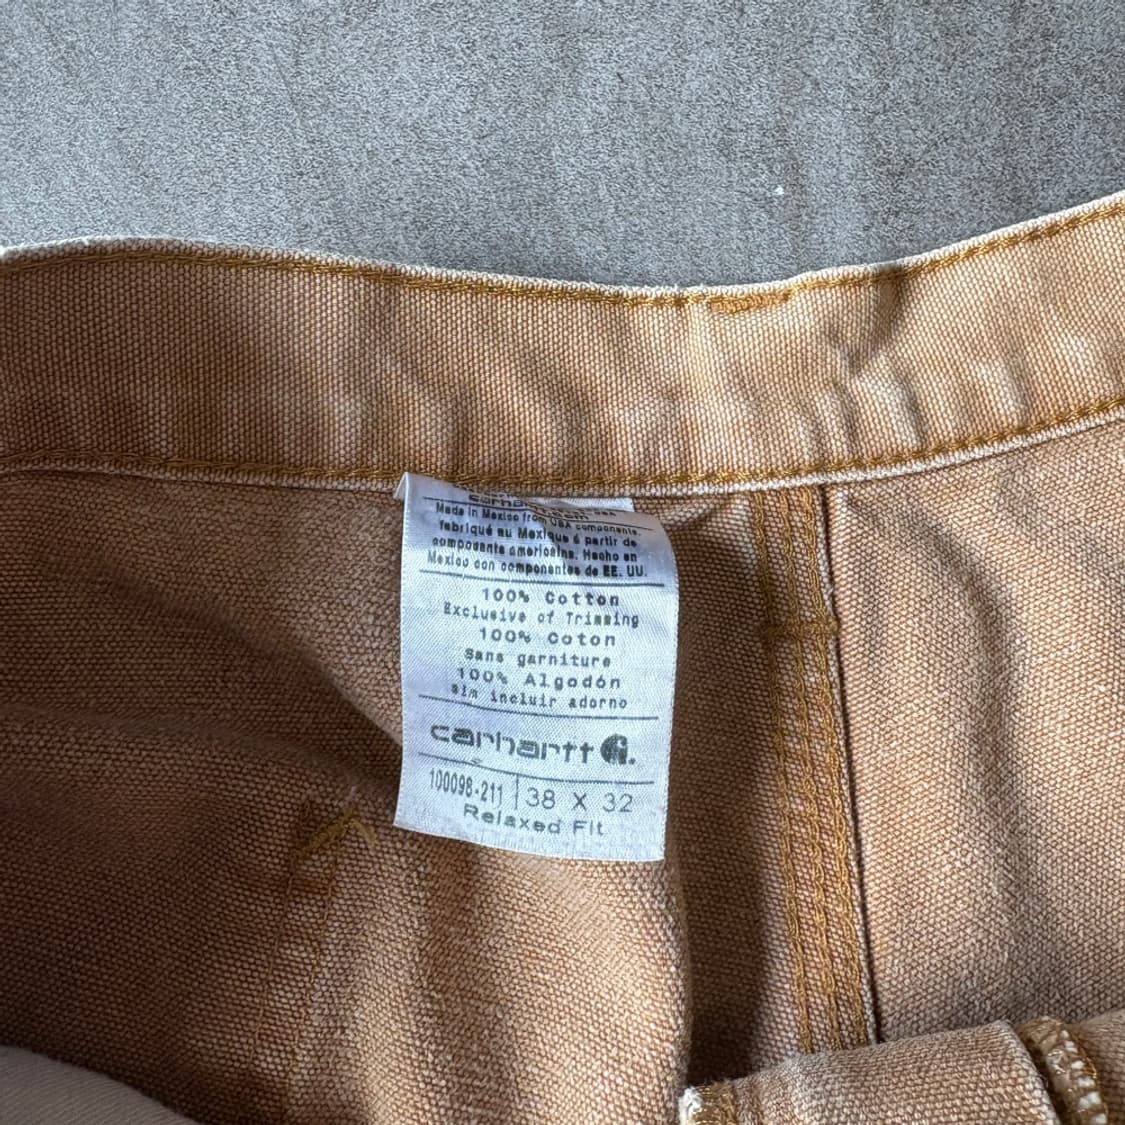 carhartt.com
Made in Mexico from USA components.
fabriqué au Mexique à partir de
composants américains. Hecho en
Mexico con componentes de EE. UU.
100% Cotton
Exclusive of Trimming
100% Coton
Sans garniture
100% Algodón
sin incluir adorno
carhartt
100098-211 38 X 32
Relaxed Fit